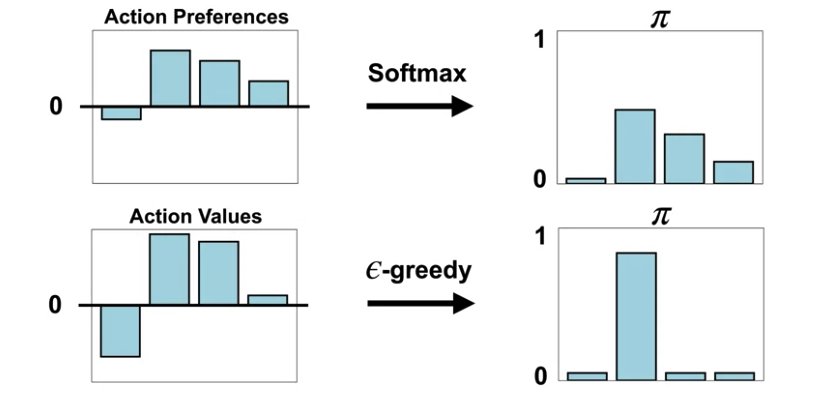 Action Preferences
π
1
Softmax
0
0
Action Values
π
1
ϵ-greedy
0
0